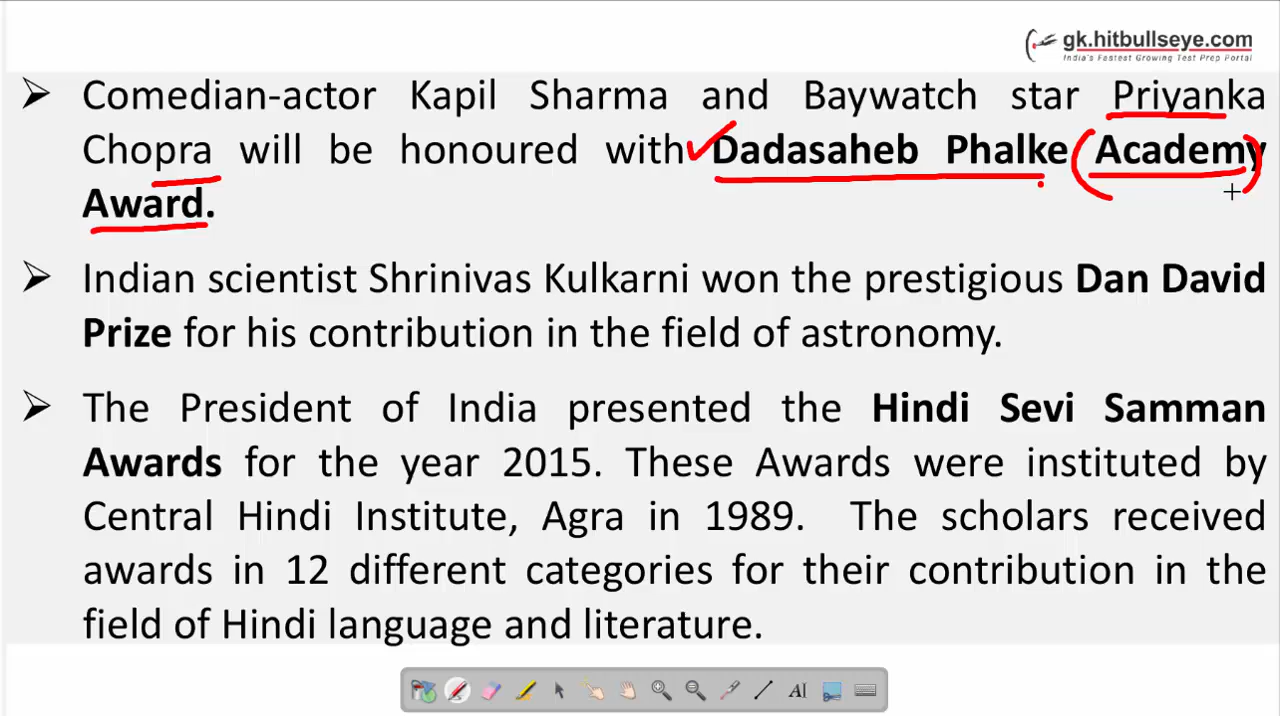 gk.hitbullseye.com
India's Fastest Growing Test Prep Portal
Comedian-actor Kapil Sharma and Baywatch star Priyanka
Chopra will be honoured with Dadasaheb Phalke Academy
Award.
Indian scientist Shrinivas Kulkarni won the prestigious Dan David
Prize for his contribution in the field of astronomy.
The President of India presented the Hindi Sevi Samman
Awards for the year 2015. These Awards were instituted by
Central Hindi Institute, Agra in 1989. The scholars received
awards in 12 different categories for their contribution in the
field of Hindi language and literature.
AI